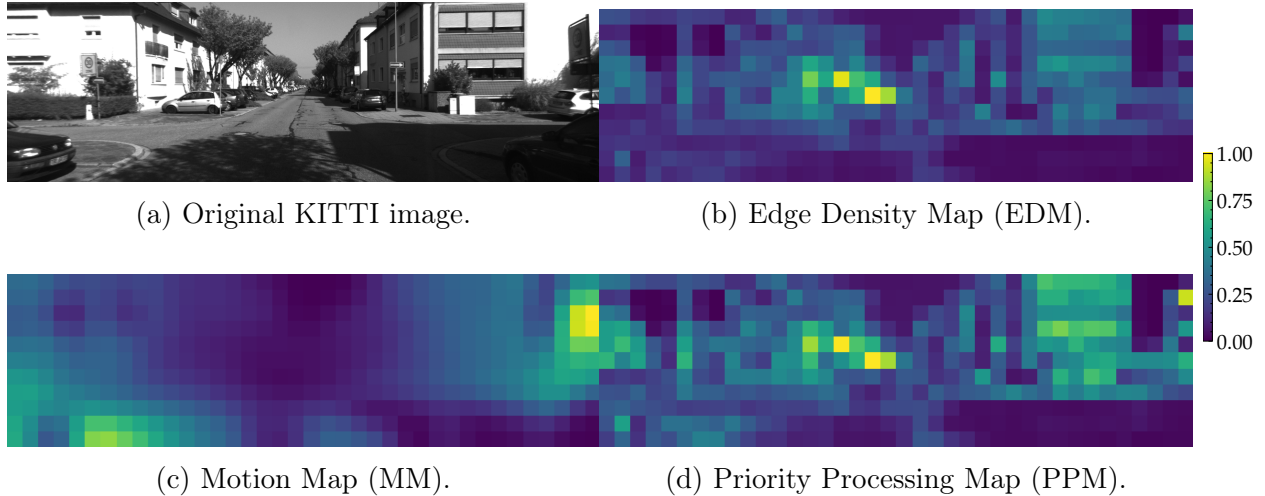 (a) Original KITTI image.
(b) Edge Density Map (EDM).
1.00
0.75
0.50
0.25
0.00
(c) Motion Map (MM).
(d) Priority Processing Map (PPM).